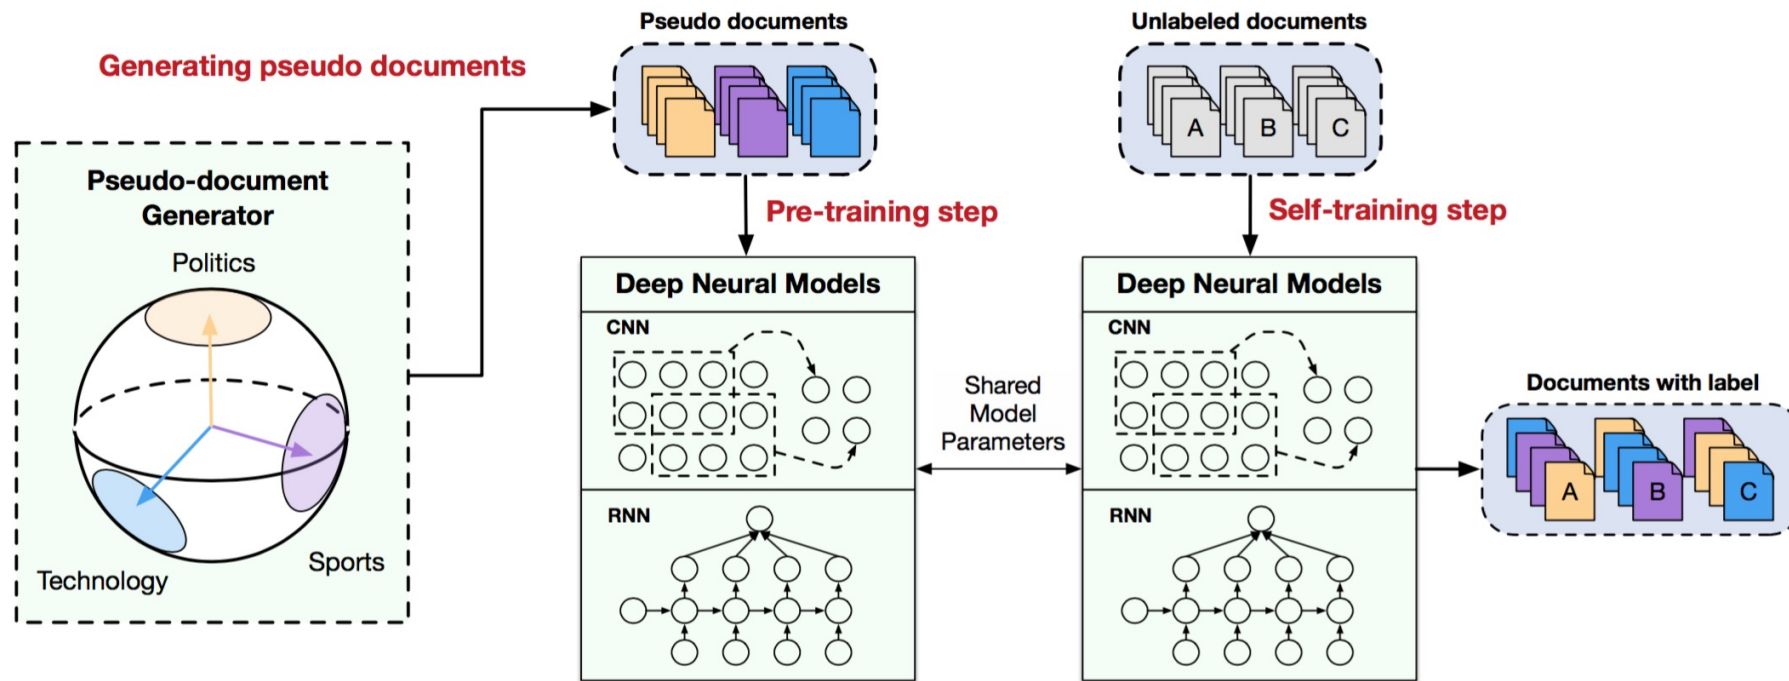 Generating pseudo documents
Pseudo-document
Generator
Politics
Technology
Sports
Pseudo documents
Pre-training step
Deep Neural Models
CNN
RNN
Shared
Model
Parameters
Unlabeled documents
A
B
C
Self-training step
Deep Neural Models
CNN
RNN
Documents with label
A
B
C